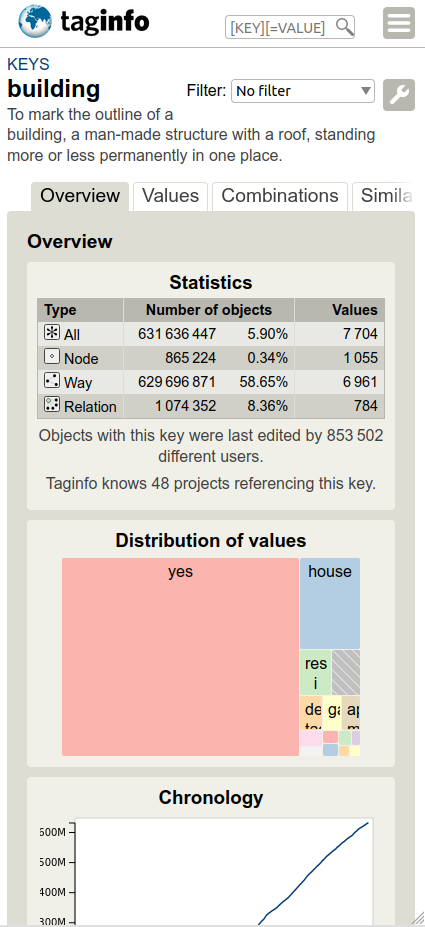 taginfo
[KEY][=VALUE]
KEYS
building
Filter: No filter
To mark the outline of a
building, a man-made structure with a roof, standing
more or less permanently in one place.
Overview Values Combinations Simila
Overview
Statistics
Type Number of objects Values
All 631 636 447 5.90% 7 704
Node 865 224 0.34% 1 055
Way 629 696 871 58.65% 6 961
Relation 1 074 352 8.36% 784
Objects with this key were last edited by 853 502
different users.
Taginfo knows 48 projects referencing this key.
Distribution of values
yes house
res
i
de ga ap
Chronology
600M
500M
400M
300M